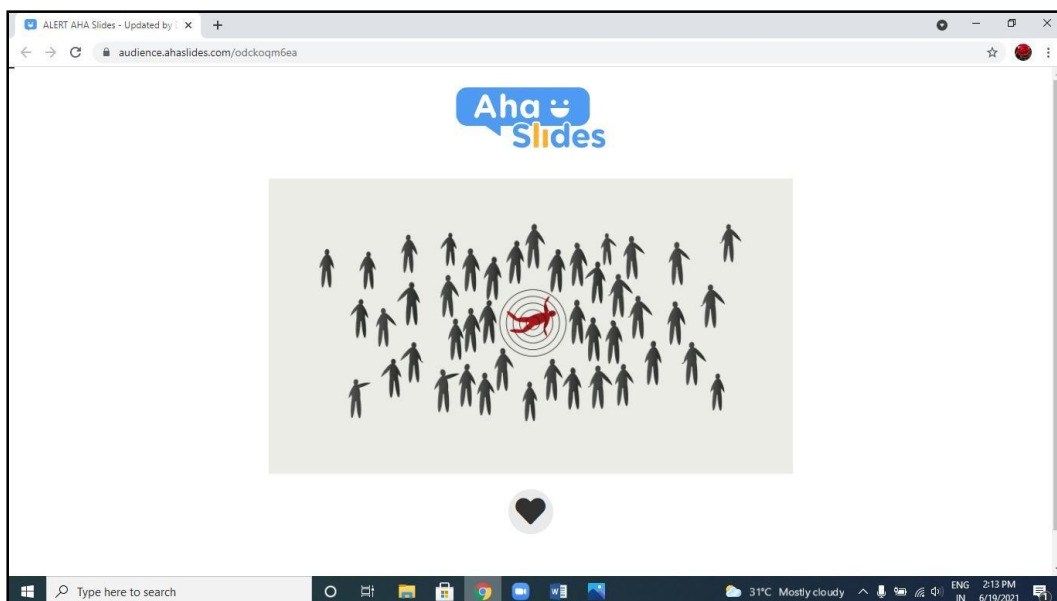 ALERT AHA Slides - Updated by
audience.ahaslides.com/odckoqm6ea
Aha
Slides
Type here to search
31°C Mostly cloudy
ENG
IN
2:13 PM
6/19/2021